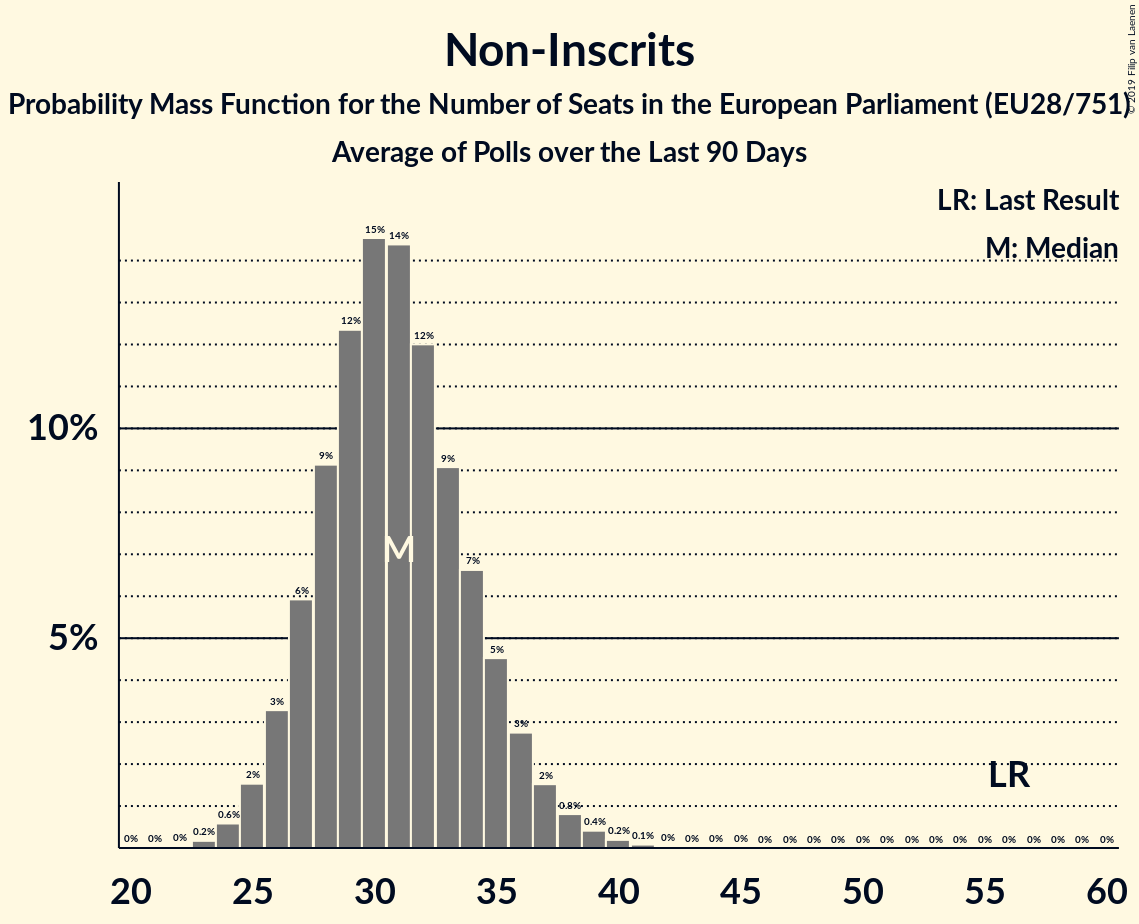 © 2019 Filip van Laenen
Non-Inscrits
Probability Mass Function for the Number of Seats in the European Parliament (EU28/751)
Average of Polls over the Last 90 Days
LR: Last Result
M: Median
15% 14%
12% 12%
10%
9% 9%
M
7%
6%
5%
5%
3% 3%
2% 2%
LR
0.6% 0.8%
0% 0% 0% 0.2% 0.4% 0.2% 0.1% 0% 0% 0% 0% 0% 0% 0% 0% 0% 0% 0% 0% 0% 0% 0% 0% 0% 0% 0%
20 25 30 35 40 45 50 55 60